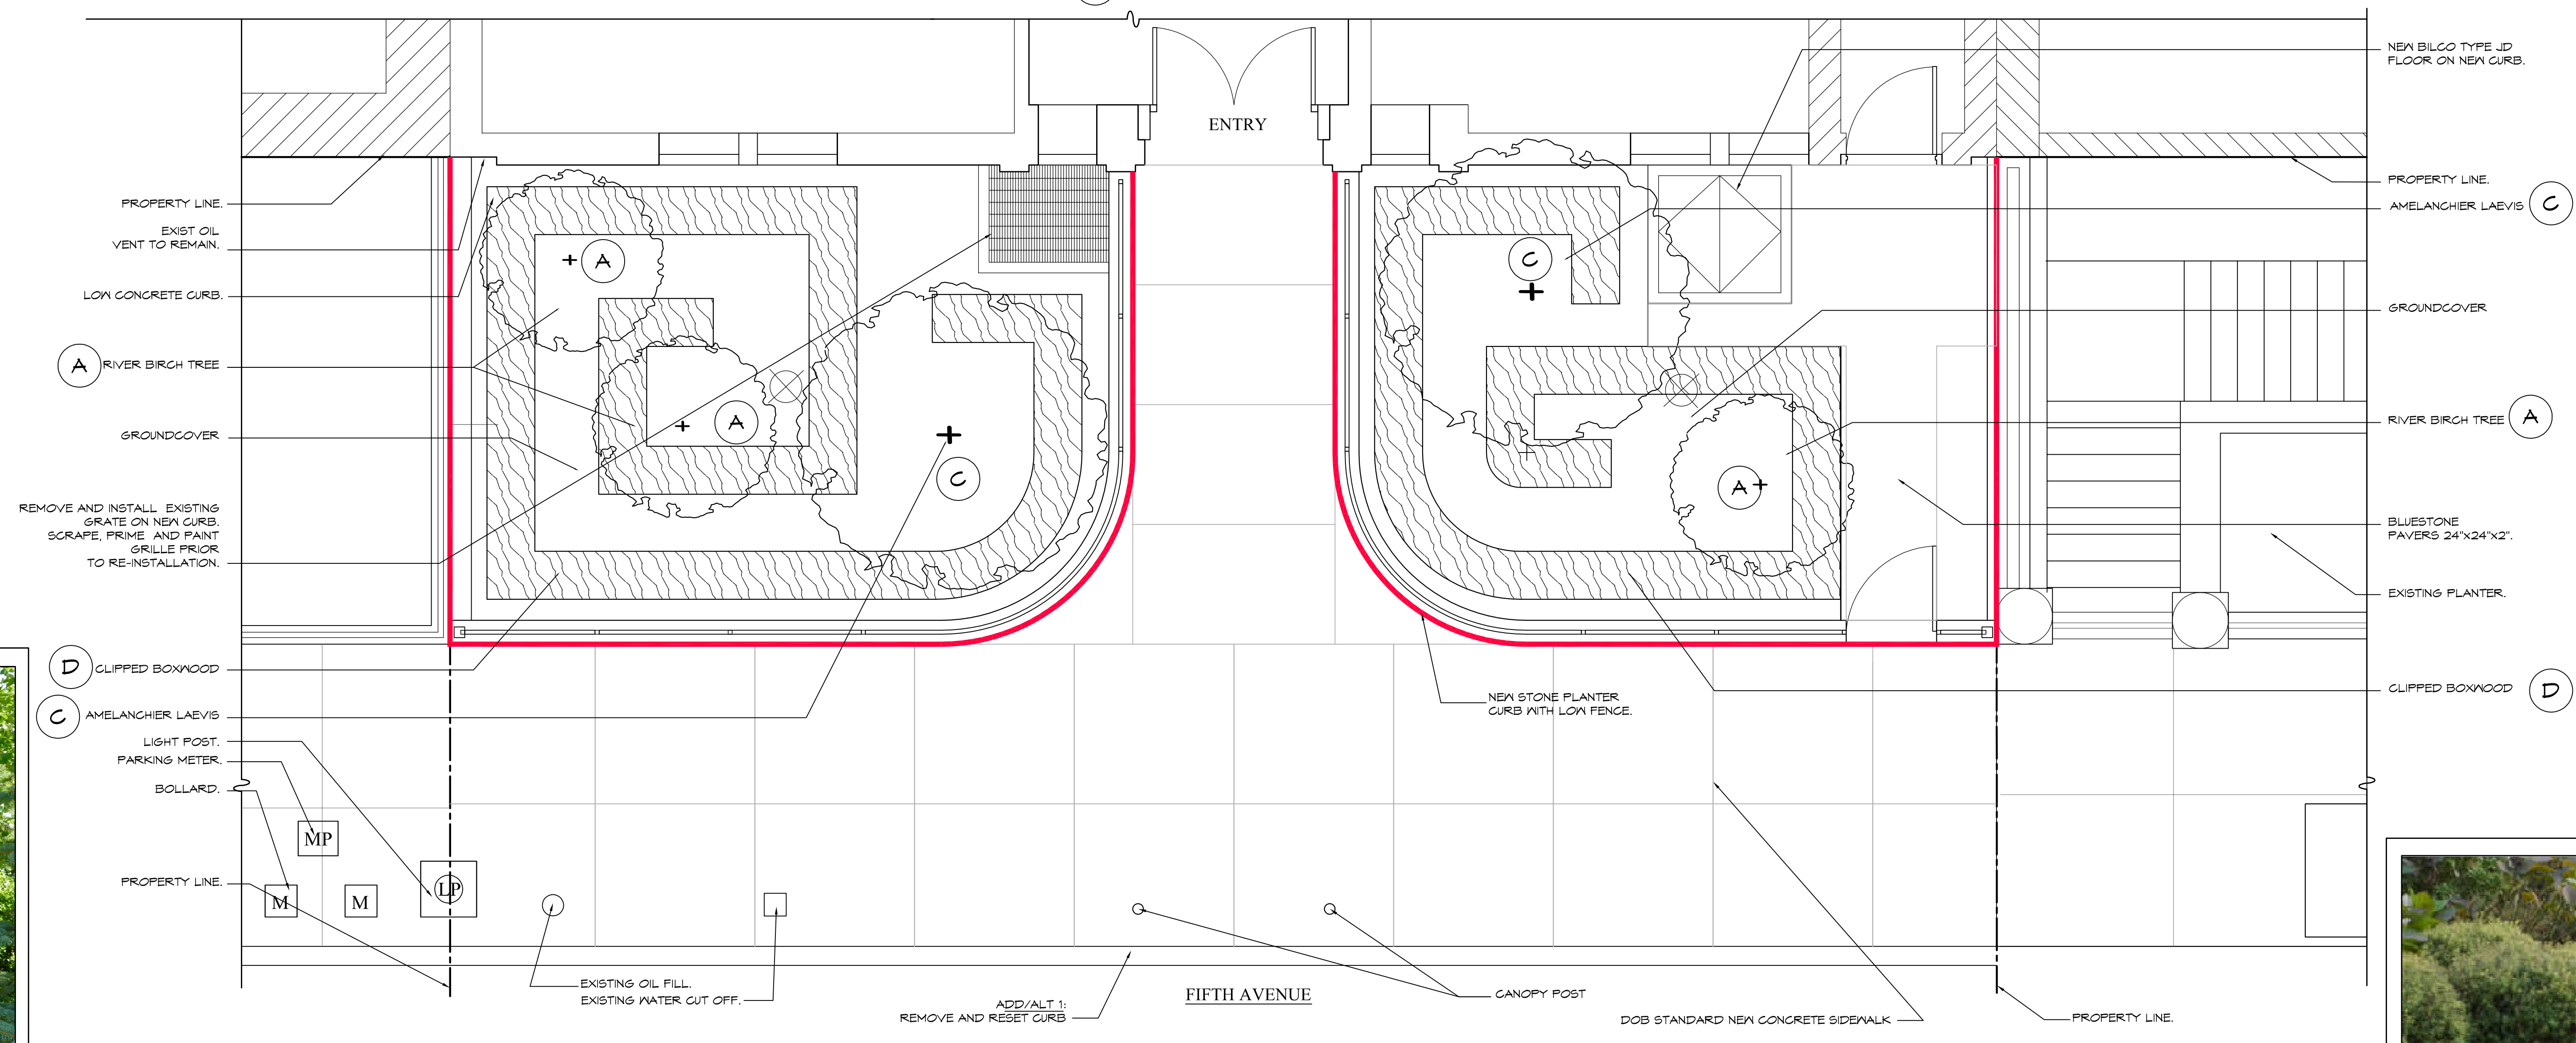 ENTRY
PROPERTY LINE.
EXIST OIL
VENT TO REMAIN.
LOW CONCRETE CURB.
A RIVER BIRCH TREE
GROUNDCOVER
REMOVE AND INSTALL EXISTING
GRATE ON NEW CURB.
SCRAPE, PRIME AND PAINT
GRILLE PRIOR
TO RE-INSTALLATION.
D CLIPPED BOXWOOD
C AMELANCHIER LAEVIS
LIGHT POST.
PARKING METER.
BOLLARD.
PROPERTY LINE.
A
A
C
C
A
MP
M
M
LP
EXISTING OIL FILL.
EXISTING WATER CUT OFF.
ADD/ALT 1:
REMOVE AND RESET CURB
FIFTH AVENUE
CANOPY POST
NEW STONE PLANTER
CURB WITH LOW FENCE.
DOB STANDARD NEW CONCRETE SIDEWALK
PROPERTY LINE.
NEW BILCO TYPE JD
FLOOR ON NEW CURB.
PROPERTY LINE.
AMELANCHIER LAEVIS C
GROUNDCOVER
RIVER BIRCH TREE A
BLUESTONE
PAVERS 24"x24"x2".
EXISTING PLANTER.
CLIPPED BOXWOOD D